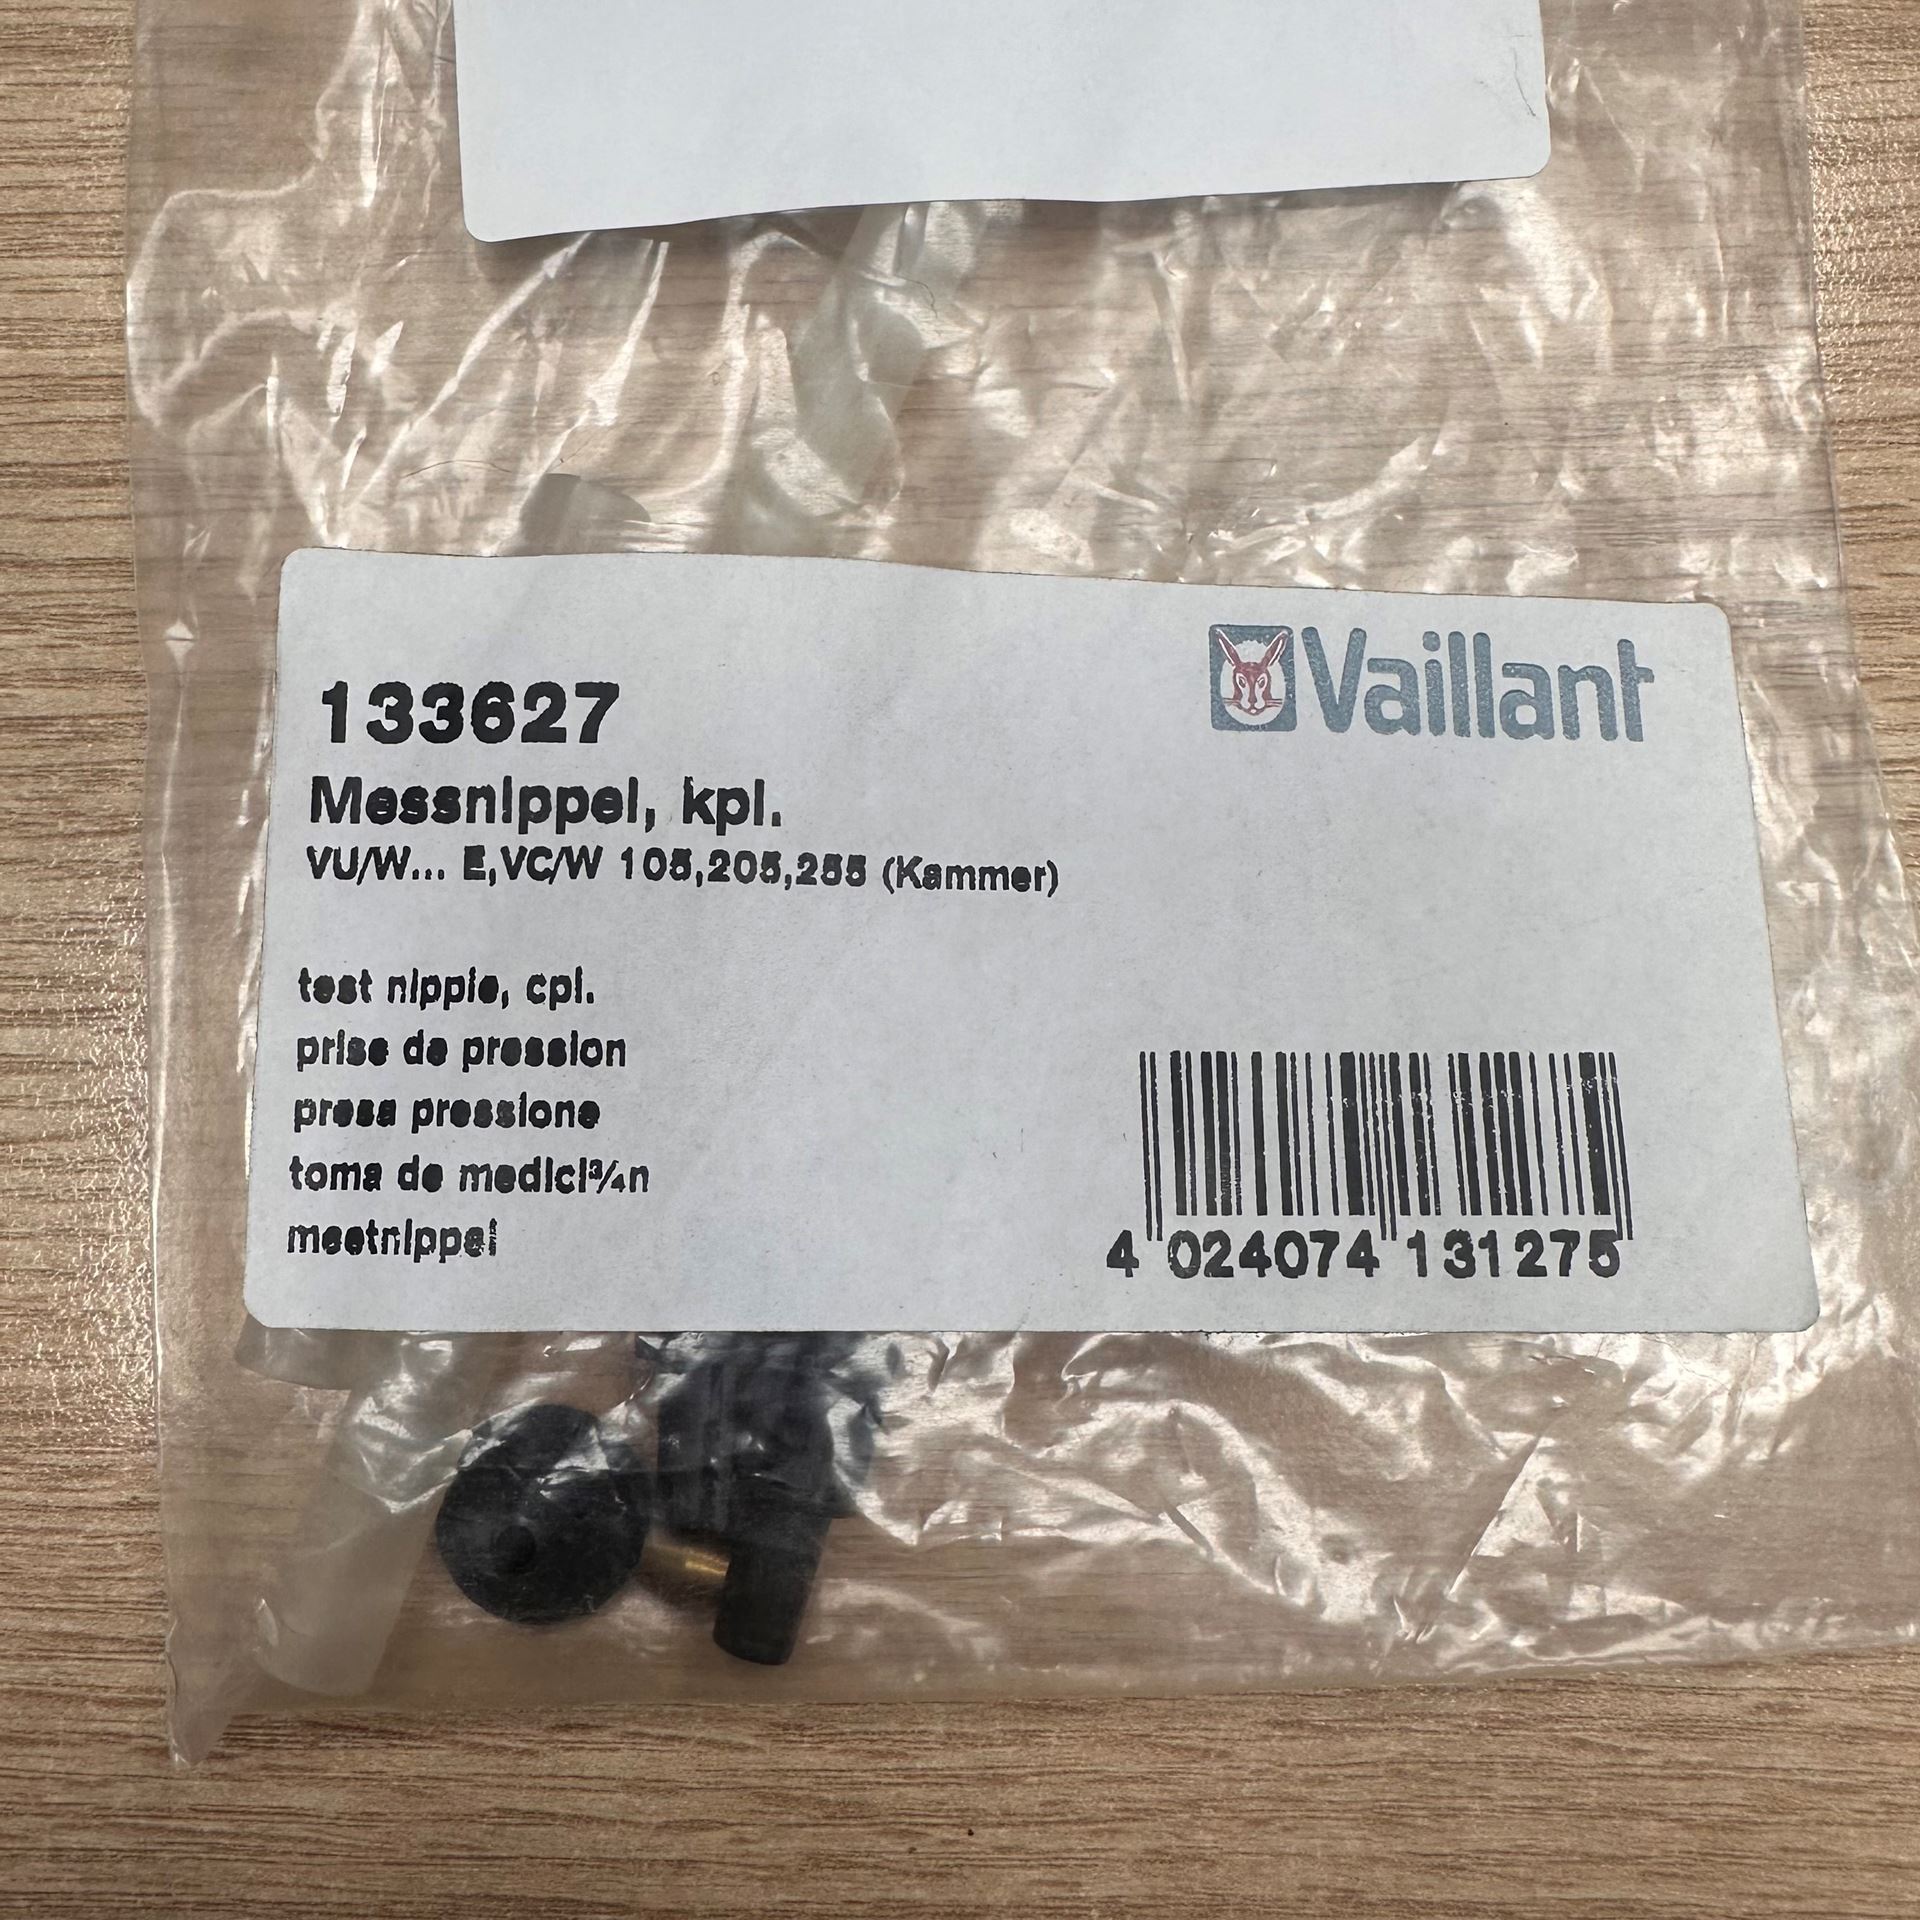 133627
Vaillant
Messnippel, kpl.
VU/W... E,VC/W 105,205,255 (Kammer)
test nipple, cpl.
prise de pression
presa pressione
toma de medici¾n
meetnippel
4 024074 131275